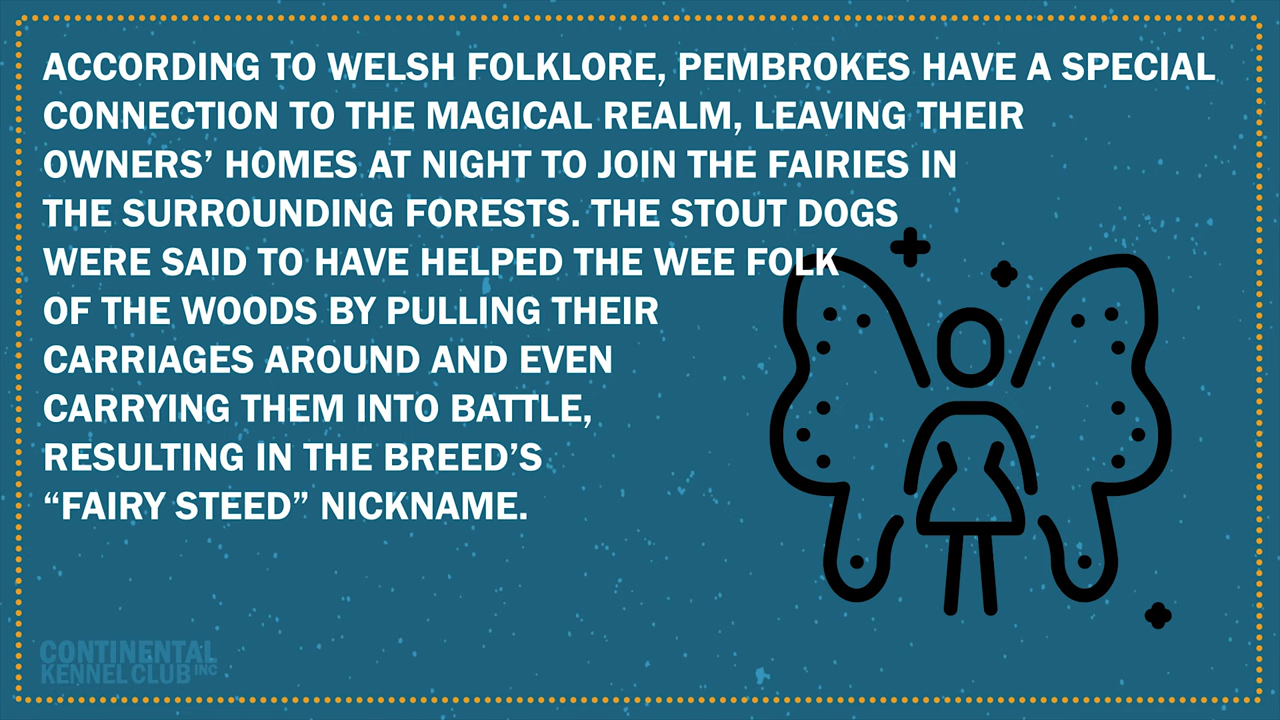 ACCORDING TO WELSH FOLKLORE, PEMBROKES HAVE A SPECIAL
CONNECTION TO THE MAGICAL REALM, LEAVING THEIR
OWNERS’ HOMES AT NIGHT TO JOIN THE FAIRIES IN
THE SURROUNDING FORESTS. THE STOUT DOGS
WERE SAID TO HAVE HELPED THE WEE FOLK
OF THE WOODS BY PULLING THEIR
CARRIAGES AROUND AND EVEN
CARRYING THEM INTO BATTLE,
RESULTING IN THE BREED’S
“FAIRY STEED” NICKNAME.
CONTINENTAL
KENNEL CLUB INC